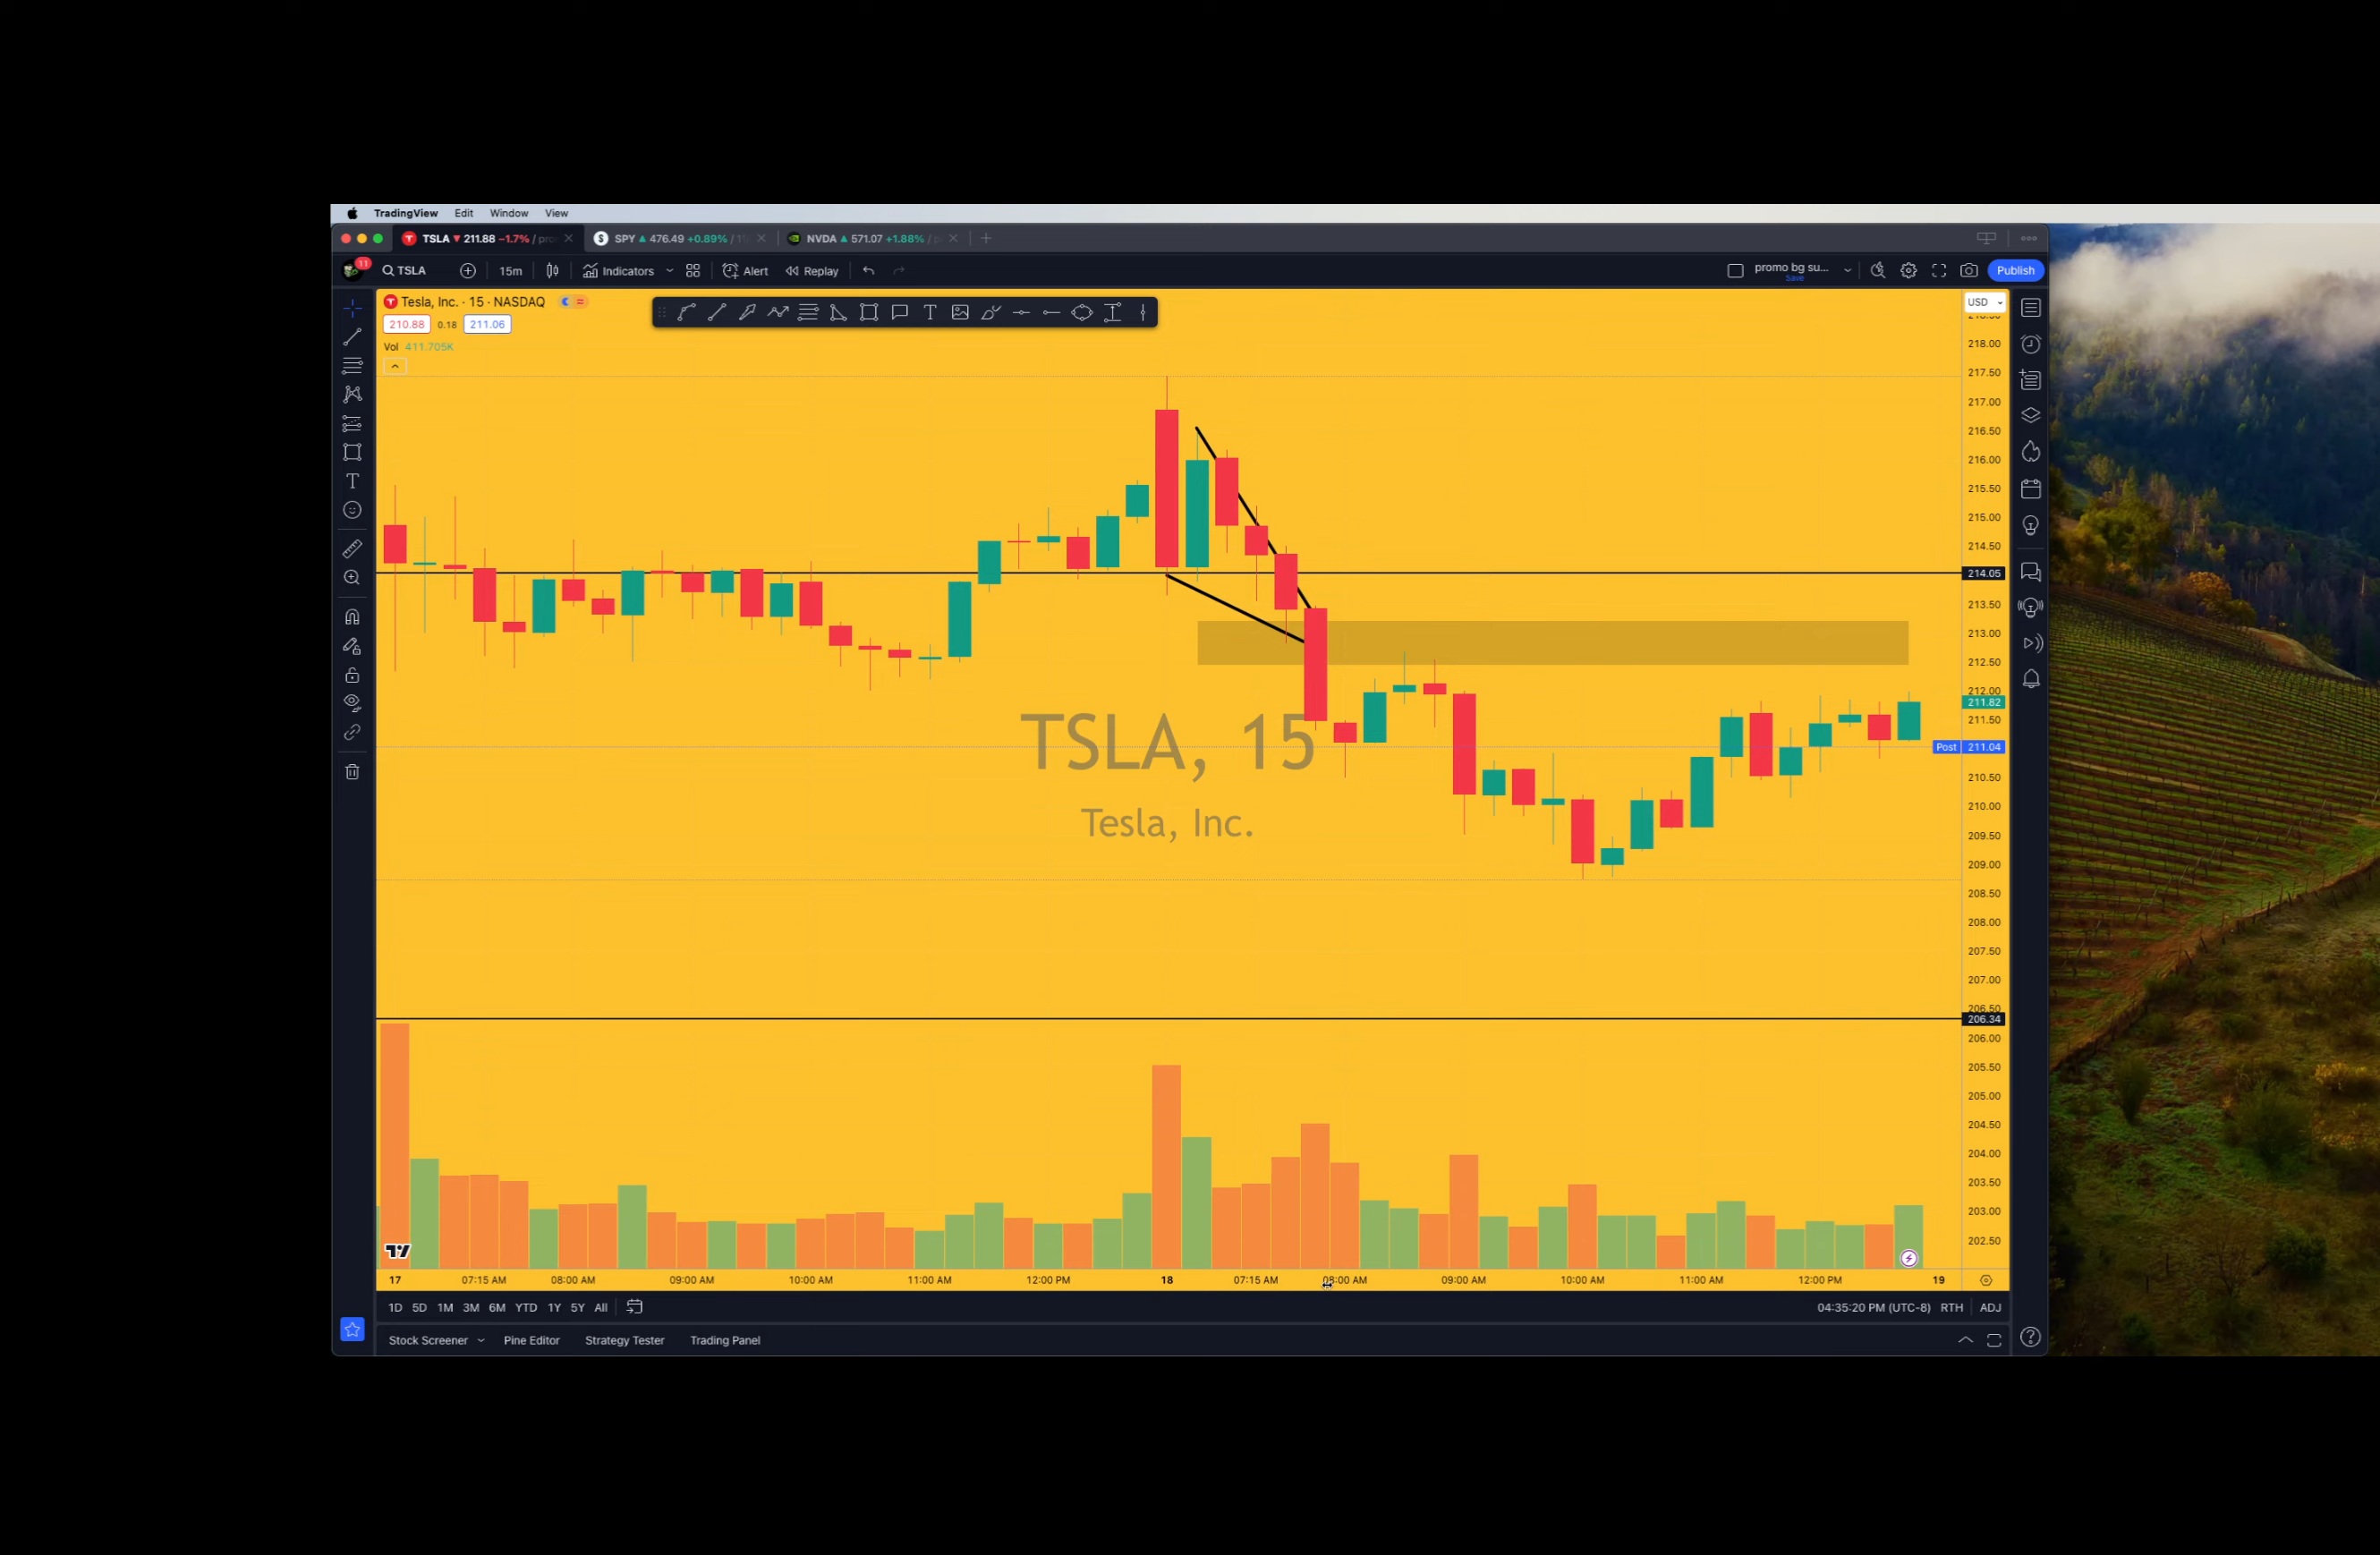 TradingView Edit Window View
TSLA 211.88 −1.7% / pro SPY 476.49 +0.89% / NVDA 571.07 +1.88% /
11 TSLA 15m Indicators Alert Replay promo bg su... Save Publish
Tesla, Inc. · 15 · NASDAQ
210.88 0.18 211.06
Vol 411.705K
USD
218.00
217.50
217.00
216.50
216.00
215.50
215.00
214.50
214.05
213.50
213.00
212.50
212.00
211.82
211.50
Post 211.04
210.50
210.00
209.50
209.00
208.50
208.00
207.50
207.00
206.50
206.34
206.00
205.50
205.00
204.50
204.00
203.50
203.00
202.50
TSLA, 15
Tesla, Inc.
17 07:15 AM 08:00 AM 09:00 AM 10:00 AM 11:00 AM 12:00 PM 18 07:15 AM 08:00 AM 09:00 AM 10:00 AM 11:00 AM 12:00 PM 19
1D 5D 1M 3M 6M YTD 1Y 5Y All 04:35:20 PM (UTC-8) RTH ADJ
Stock Screener Pine Editor Strategy Tester Trading Panel